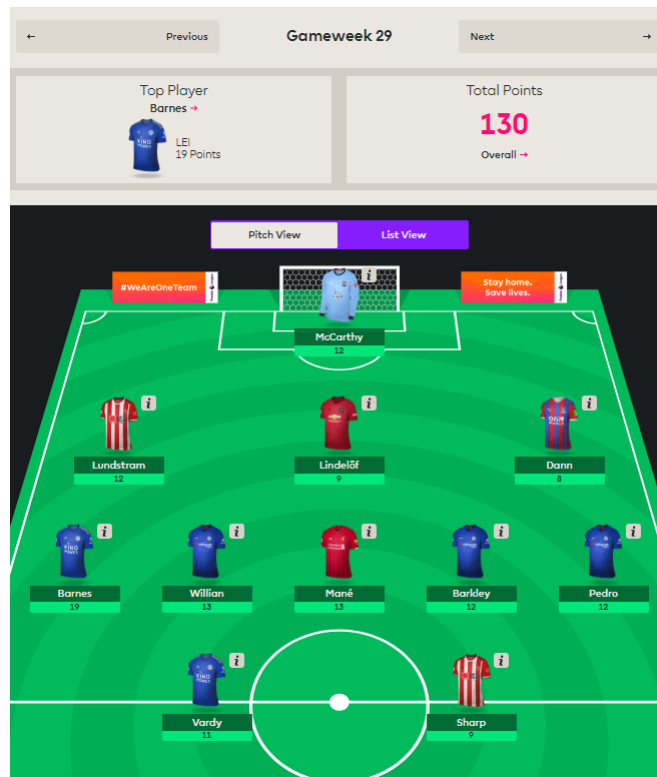 ← Previous
Gameweek 29
Next →
Top Player
Barnes →
LEI
19 Points
Total Points
130
Overall →
Pitch View
List View
#WeAreOneTeam
Stay home.
Save lives.
McCarthy
12
Lundstram
12
Lindelöf
9
Dann
8
Barnes
19
Willian
13
Mané
13
Barkley
12
Pedro
12
Vardy
11
Sharp
9
KING
POWER